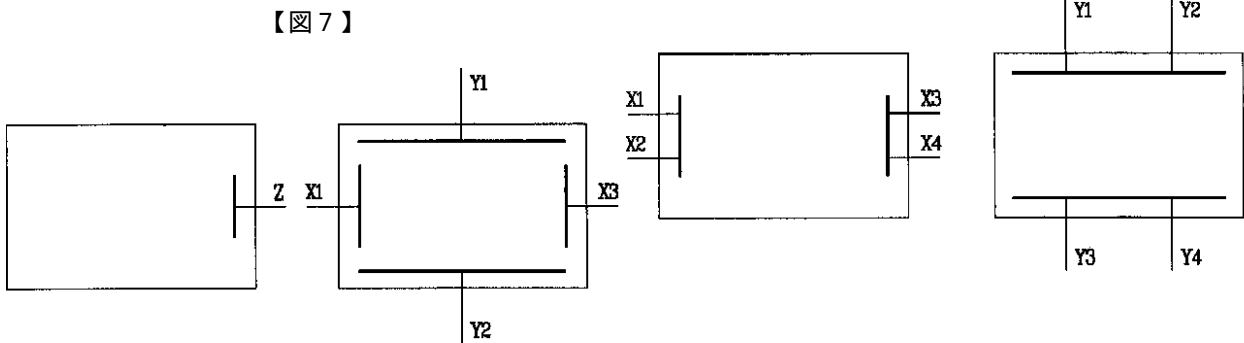 【図７】
Z
Y1
X1 X3
Y2
X1 X3
X2 X4
Y1 Y2
Y3 Y4